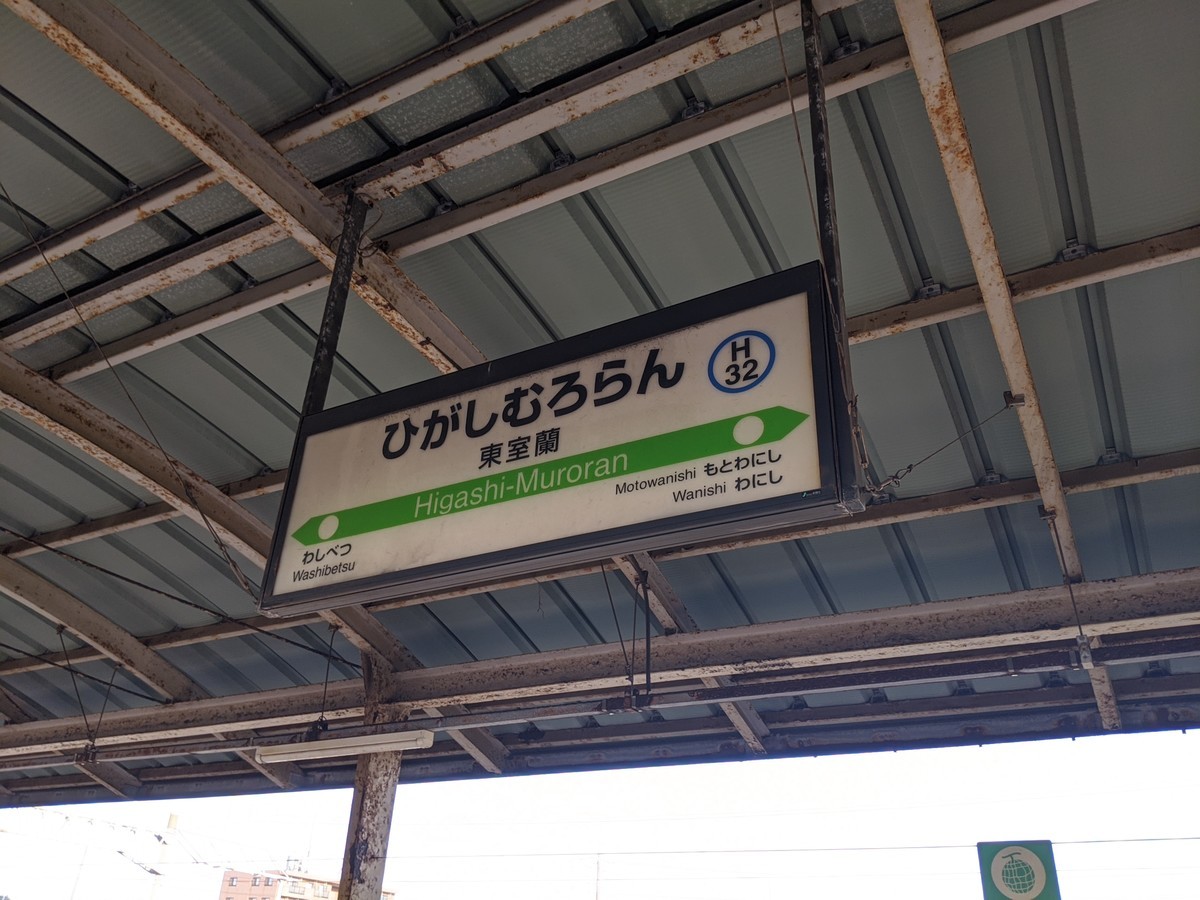 ひがしむろらん
H
32
東室蘭
Higashi-Muroran
わしべつ
Washibetsu
Motowanishi もとわにし
Wanishi わにし